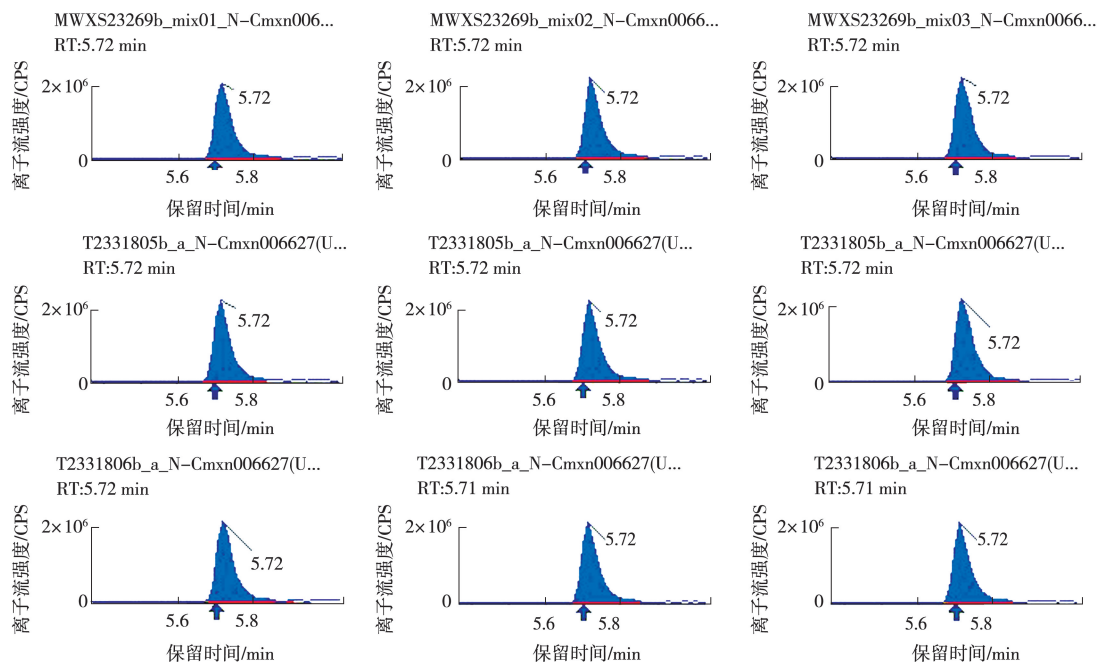 MWXS23269b_mix01_N-Cmxn006...
RT:5.72 min
离子流强度/CPS
2×10⁶
5.72
0
5.6
5.8
保留时间/min
MWXS23269b_mix02_N-Cmxn0066...
RT:5.72 min
离子流强度/CPS
2×10⁶
5.72
0
5.6
5.8
保留时间/min
MWXS23269b_mix03_N-Cmxn0066...
RT:5.72 min
离子流强度/CPS
2×10⁶
5.72
0
5.6
5.8
保留时间/min
T2331805b_a_N-Cmxn006627(U...
RT:5.72 min
离子流强度/CPS
2×10⁶
5.72
0
5.6
5.8
保留时间/min
T2331805b_a_N-Cmxn006627(U...
RT:5.72 min
离子流强度/CPS
2×10⁶
5.72
0
5.6
5.8
保留时间/min
T2331805b_a_N-Cmxn006627(U...
RT:5.72 min
离子流强度/CPS
2×10⁶
5.72
0
5.6
5.8
保留时间/min
T2331806b_a_N-Cmxn006627(U...
RT:5.72 min
离子流强度/CPS
2×10⁶
5.72
0
5.6
5.8
保留时间/min
T2331806b_a_N-Cmxn006627(U...
RT:5.71 min
离子流强度/CPS
2×10⁶
5.72
0
5.6
5.8
保留时间/min
T2331806b_a_N-Cmxn006627(U...
RT:5.71 min
离子流强度/CPS
2×10⁶
5.72
0
5.6
5.8
保留时间/min